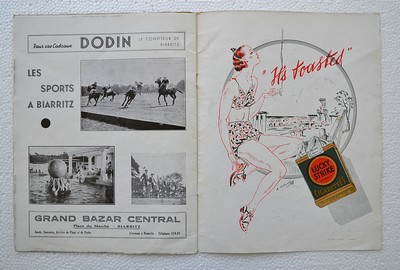 Pour vos Cadeaux DODIN LE COMPTOIR DE
BIARRITZ
LES
SPORTS
A BIARRITZ
GRAND BAZAR CENTRAL
Place du Marché - BIARRITZ
"It's toasted"
LUCKY
STRIKE
CIGARETTES